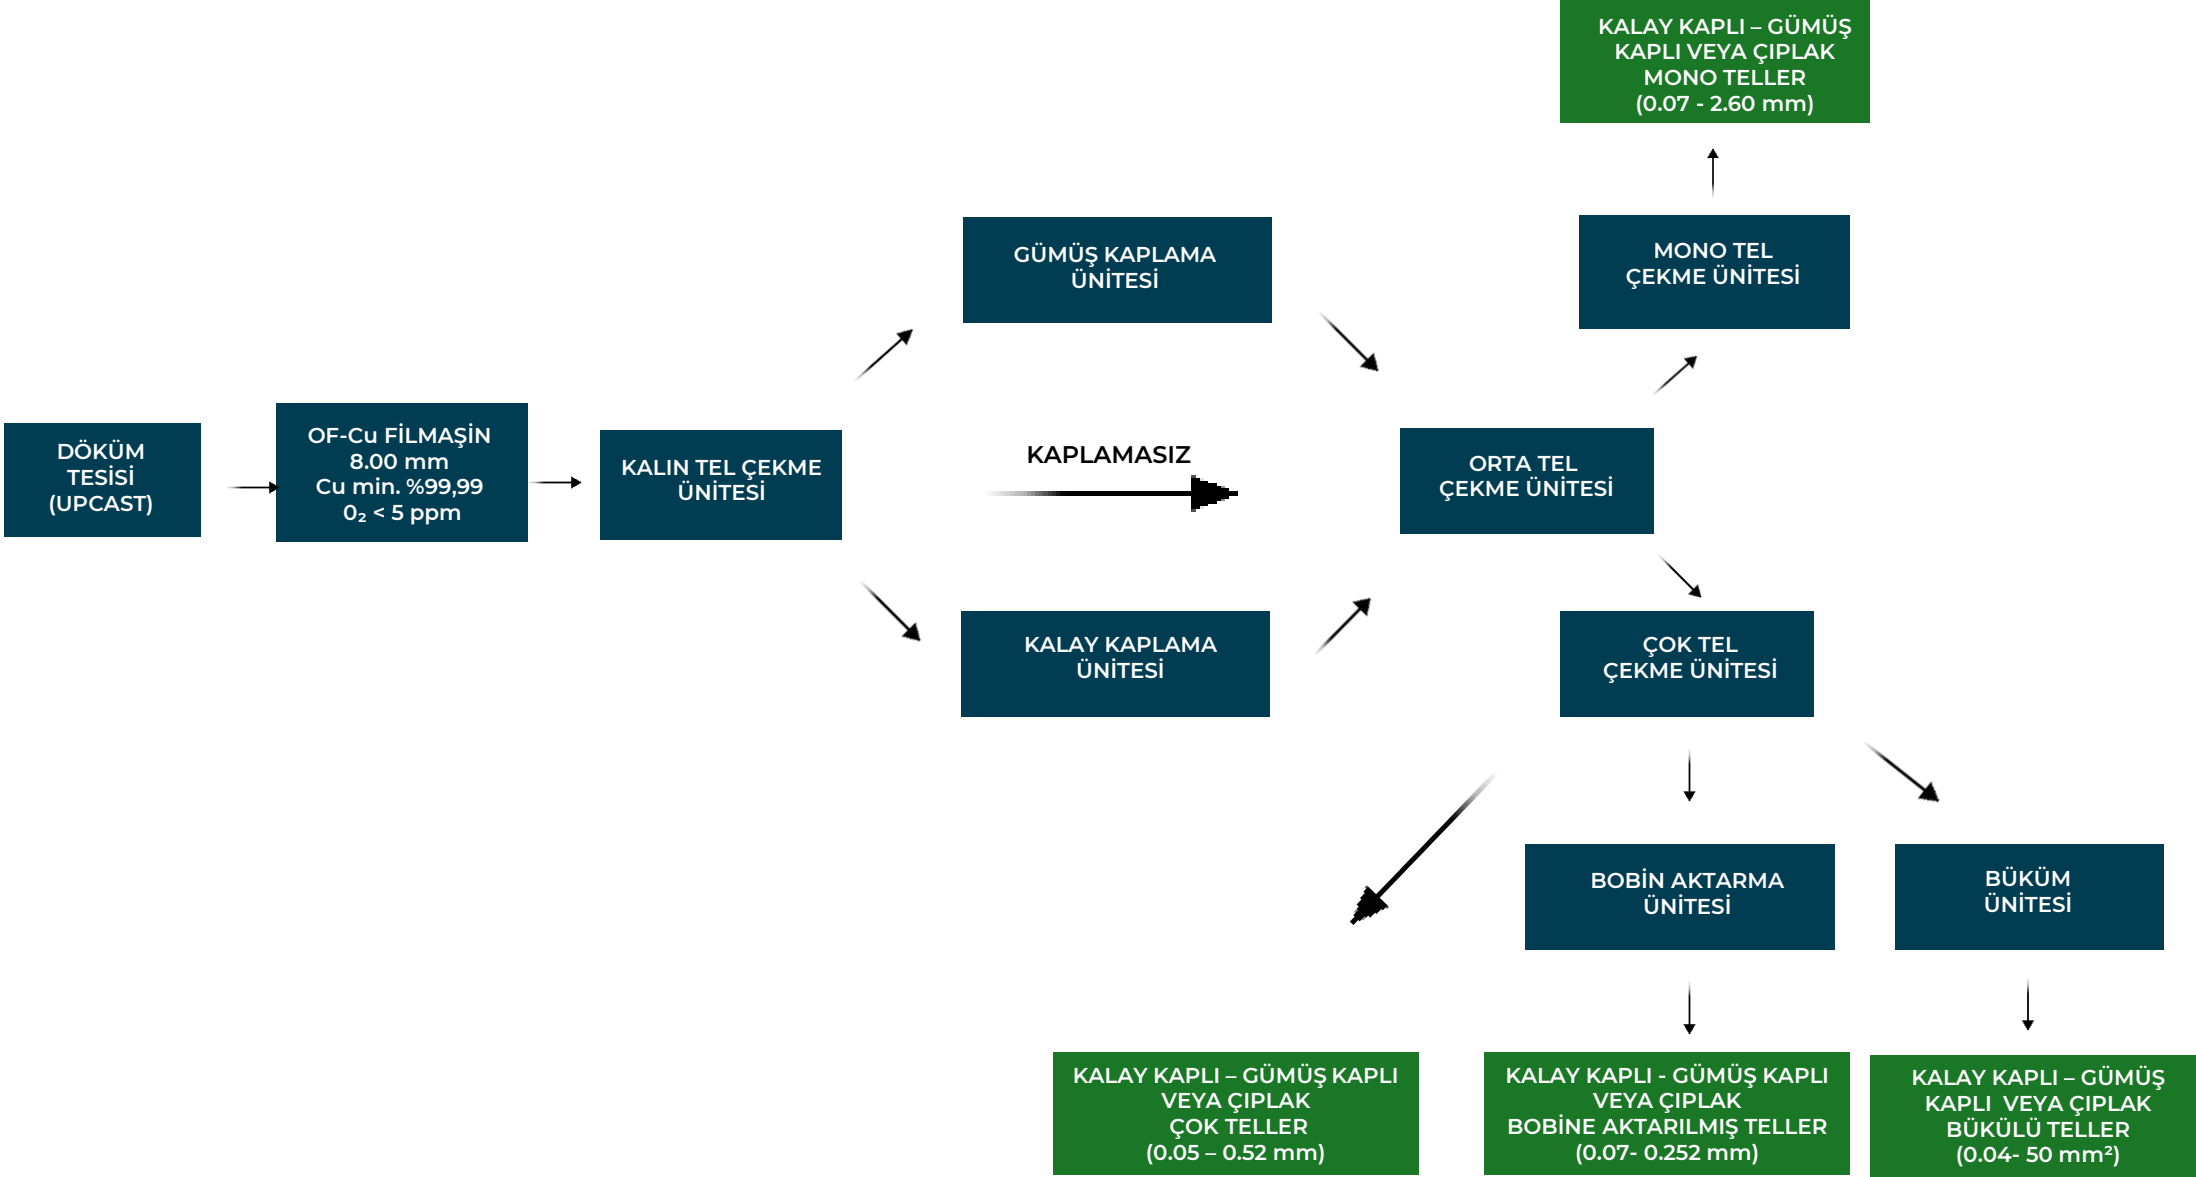 KALAY KAPLI – GÜMÜŞ
KAPLI VEYA ÇIPLAK
MONO TELLER
(0.07 - 2.60 mm)
GÜMÜŞ KAPLAMA
ÜNİTESİ
MONO TEL
ÇEKME ÜNİTESİ
DÖKÜM
TESİSİ
(UPCAST)
OF-Cu FİLMAŞİN
8.00 mm
Cu min. %99,99
0₂ < 5 ppm
KALIN TEL ÇEKME
ÜNİTESİ
KAPLAMASIZ
ORTA TEL
ÇEKME ÜNİTESİ
KALAY KAPLAMA
ÜNİTESİ
ÇOK TEL
ÇEKME ÜNİTESİ
BOBİN AKTARMA
ÜNİTESİ
BÜKÜM
ÜNİTESİ
KALAY KAPLI – GÜMÜŞ KAPLI
VEYA ÇIPLAK
ÇOK TELLER
(0.05 – 0.52 mm)
KALAY KAPLI - GÜMÜŞ KAPLI
VEYA ÇIPLAK
BOBİNE AKTARILMIŞ TELLER
(0.07- 0.252 mm)
KALAY KAPLI – GÜMÜŞ
KAPLI  VEYA ÇIPLAK
BÜKÜLÜ TELLER
(0.04- 50 mm²)